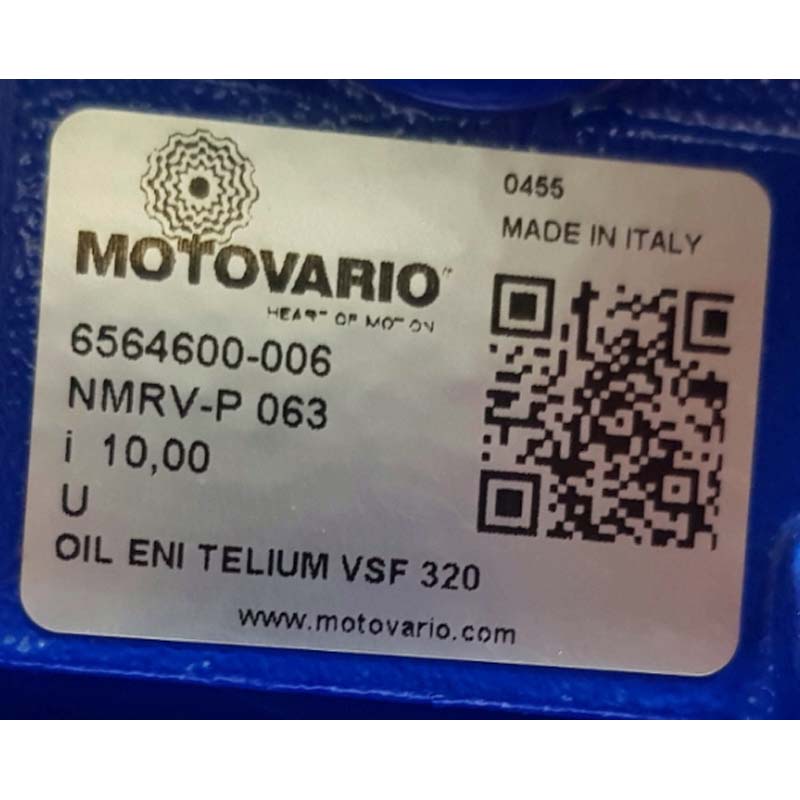 MOTOVARIO
HEART OF MOTION
6564600-006
NMRV-P 063
i 10,00
U
OIL ENI TELIUM VSF 320
www.motovario.com
0455
MADE IN ITALY